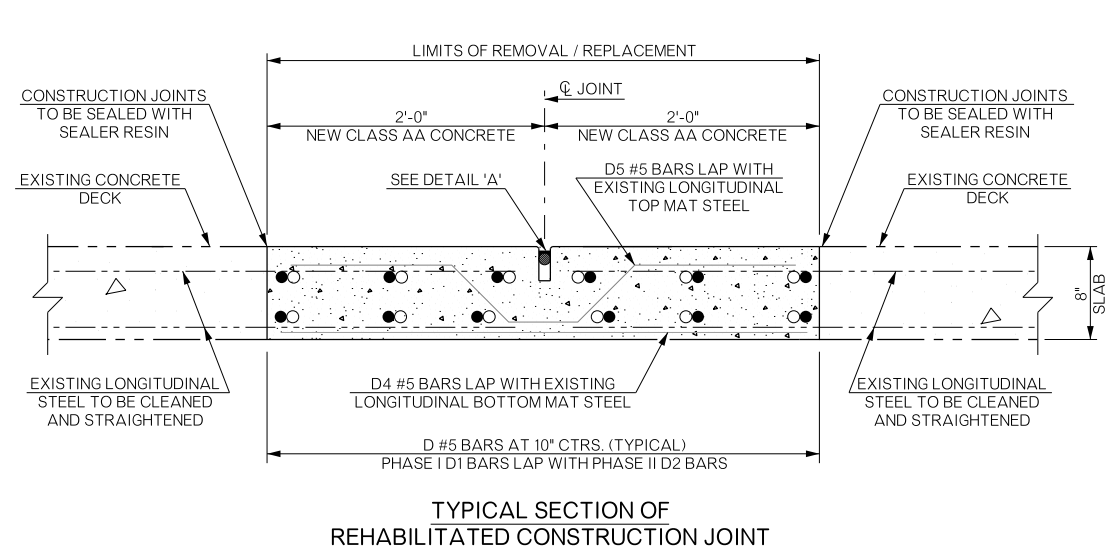 LIMITS OF REMOVAL / REPLACEMENT
℄ JOINT
CONSTRUCTION JOINTS
TO BE SEALED WITH
SEALER RESIN
2'-0"
NEW CLASS AA CONCRETE
2'-0"
NEW CLASS AA CONCRETE
CONSTRUCTION JOINTS
TO BE SEALED WITH
SEALER RESIN
EXISTING CONCRETE
DECK
SEE DETAIL 'A'
D5 #5 BARS LAP WITH
EXISTING LONGITUDINAL
TOP MAT STEEL
EXISTING CONCRETE
DECK
8"
SLAB
EXISTING LONGITUDINAL
STEEL TO BE CLEANED
AND STRAIGHTENED
D4 #5 BARS LAP WITH EXISTING
LONGITUDINAL BOTTOM MAT STEEL
EXISTING LONGITUDINAL
STEEL TO BE CLEANED
AND STRAIGHTENED
D #5 BARS AT 10" CTRS. (TYPICAL)
PHASE I D1 BARS LAP WITH PHASE II D2 BARS
TYPICAL SECTION OF
REHABILITATED CONSTRUCTION JOINT